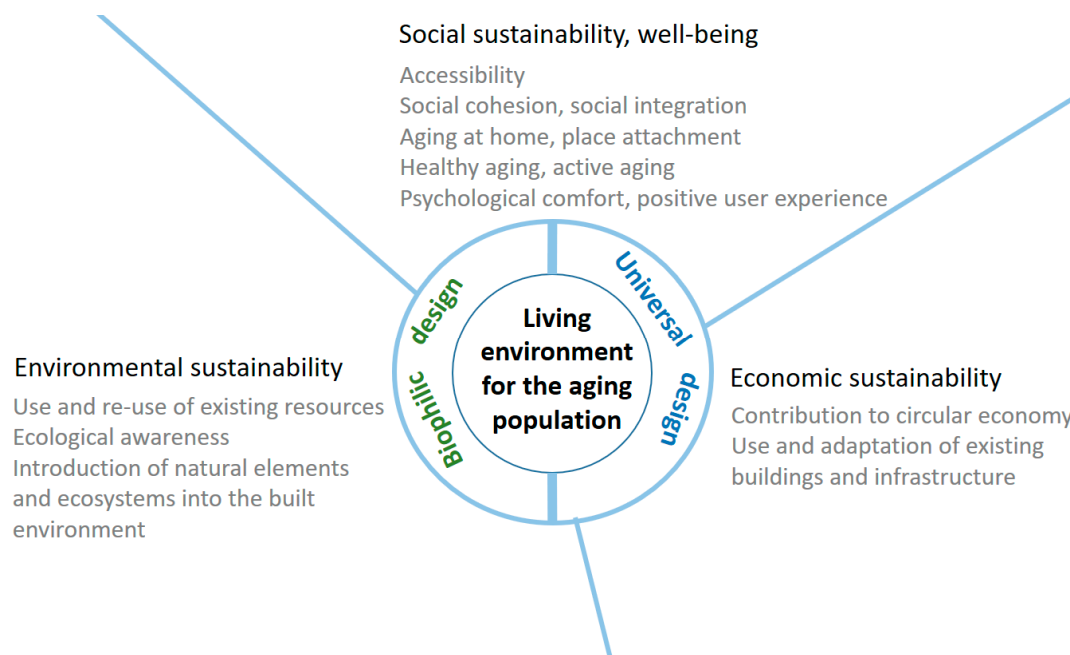 Social sustainability, well-being
Accessibility
Social cohesion, social integration
Aging at home, place attachment
Healthy aging, active aging
Psychological comfort, positive user experience
Biophilic design
Universal design
Living
environment
for the aging
population
Environmental sustainability
Use and re-use of existing resources
Ecological awareness
Introduction of natural elements
and ecosystems into the built
environment
Economic sustainability
Contribution to circular economy
Use and adaptation of existing
buildings and infrastructure